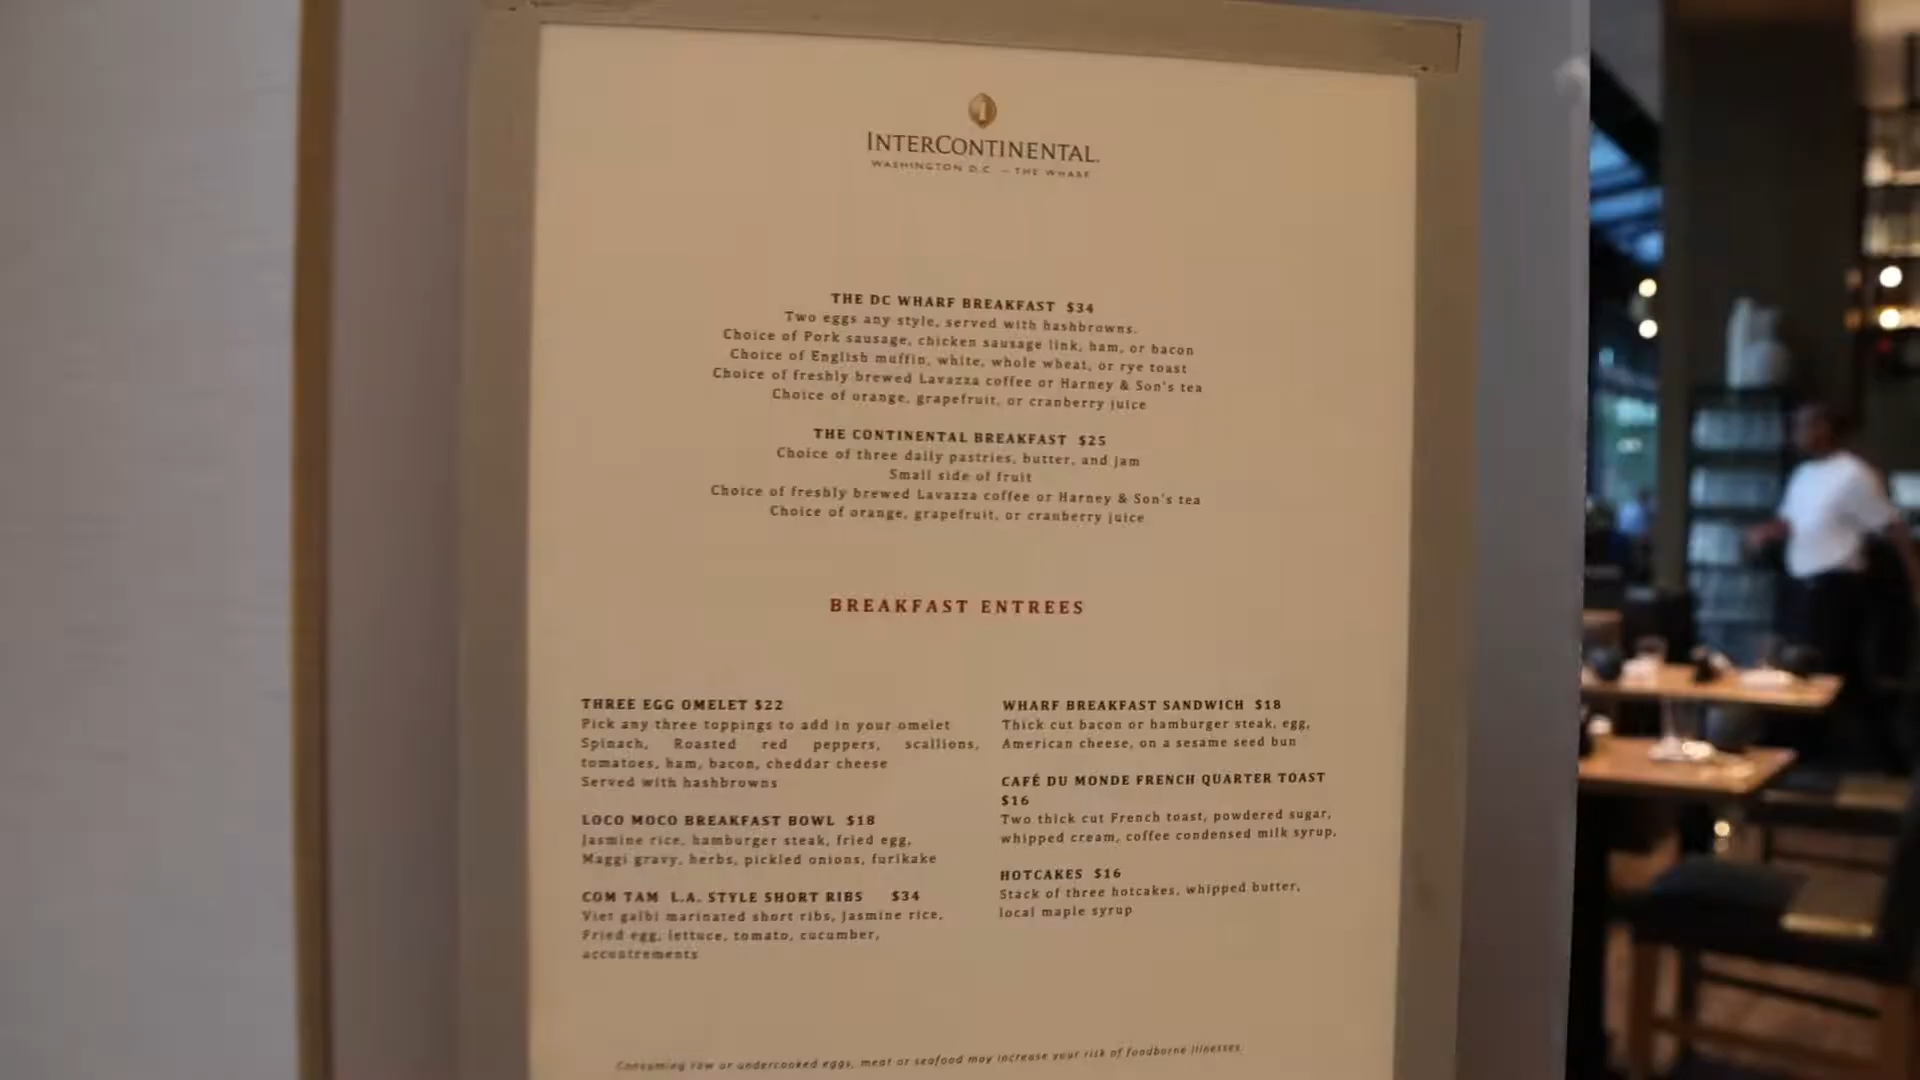 INTERCONTINENTAL.
WASHINGTON D.C. – THE WHARF
THE DC WHARF BREAKFAST $34
Two eggs any style, served with hashbrowns.
Choice of Pork sausage, chicken sausage link, ham, or bacon
Choice of English muffin, white, whole wheat, or rye toast
Choice of freshly brewed Lavazza coffee or Harney & Son's tea
Choice of orange, grapefruit, or cranberry juice
THE CONTINENTAL BREAKFAST $25
Choice of three daily pastries, butter, and jam
Small side of fruit
Choice of freshly brewed Lavazza coffee or Harney & Son's tea
Choice of orange, grapefruit, or cranberry juice
BREAKFAST ENTREES
THREE EGG OMELET $22
Pick any three toppings to add in your omelet
Spinach, Roasted red peppers, scallions,
tomatoes, ham, bacon, cheddar cheese
Served with hashbrowns
LOCO MOCO BREAKFAST BOWL $18
Jasmine rice, hamburger steak, fried egg,
Maggi gravy, herbs, pickled onions, furikake
COM TAM L.A. STYLE SHORT RIBS $34
Viet galbi marinated short ribs, Jasmine rice,
Fried egg, lettuce, tomato, cucumber,
accoutrements
WHARF BREAKFAST SANDWICH $18
Thick cut bacon or hamburger steak, egg,
American cheese, on a sesame seed bun
CAFÉ DU MONDE FRENCH QUARTER TOAST
$16
Two thick cut French toast, powdered sugar,
whipped cream, coffee condensed milk syrup.
HOTCAKES $16
Stack of three hotcakes, whipped butter,
local maple syrup
Consuming raw or undercooked eggs, meat or seafood may increase your risk of foodborne illnesses.